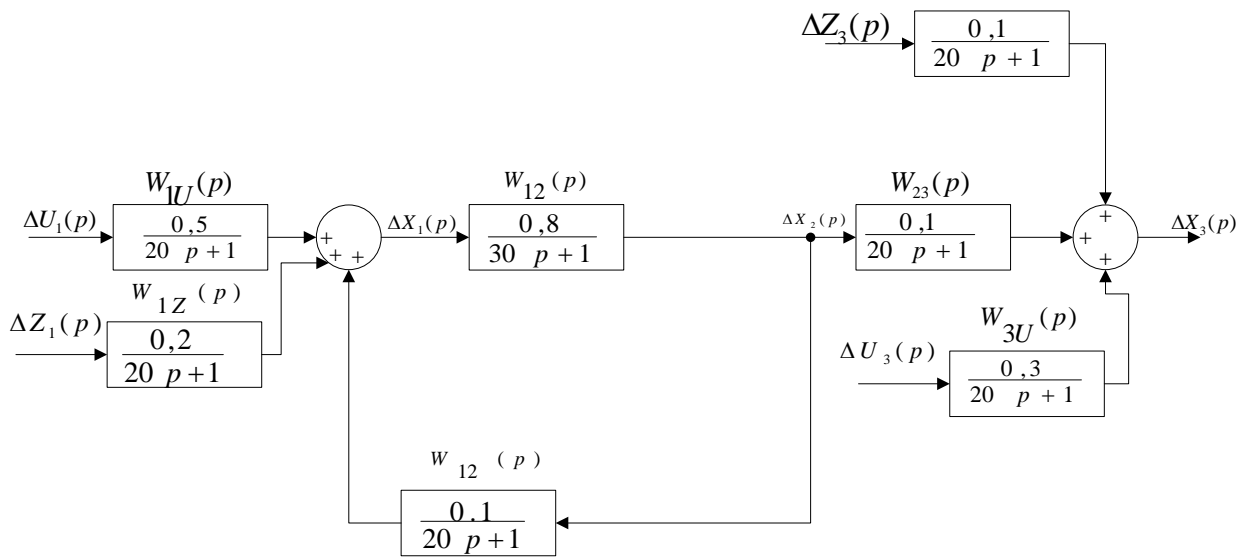 ΔZ₃(p)
0,1
20 p + 1
W₁U(p)
W₁₂(p)
W₂₃(p)
ΔU₁(p)
0,5
20 p + 1
+
+ +
ΔX₁(p)
0,8
30 p + 1
ΔX₂(p)
0,1
20 p + 1
+
+
+
ΔX₃(p)
W₁Z(p)
ΔZ₁(p)
0,2
20 p + 1
W₃U(p)
ΔU₃(p)
0,3
20 p + 1
W₁₂(p)
0.1
20 p + 1